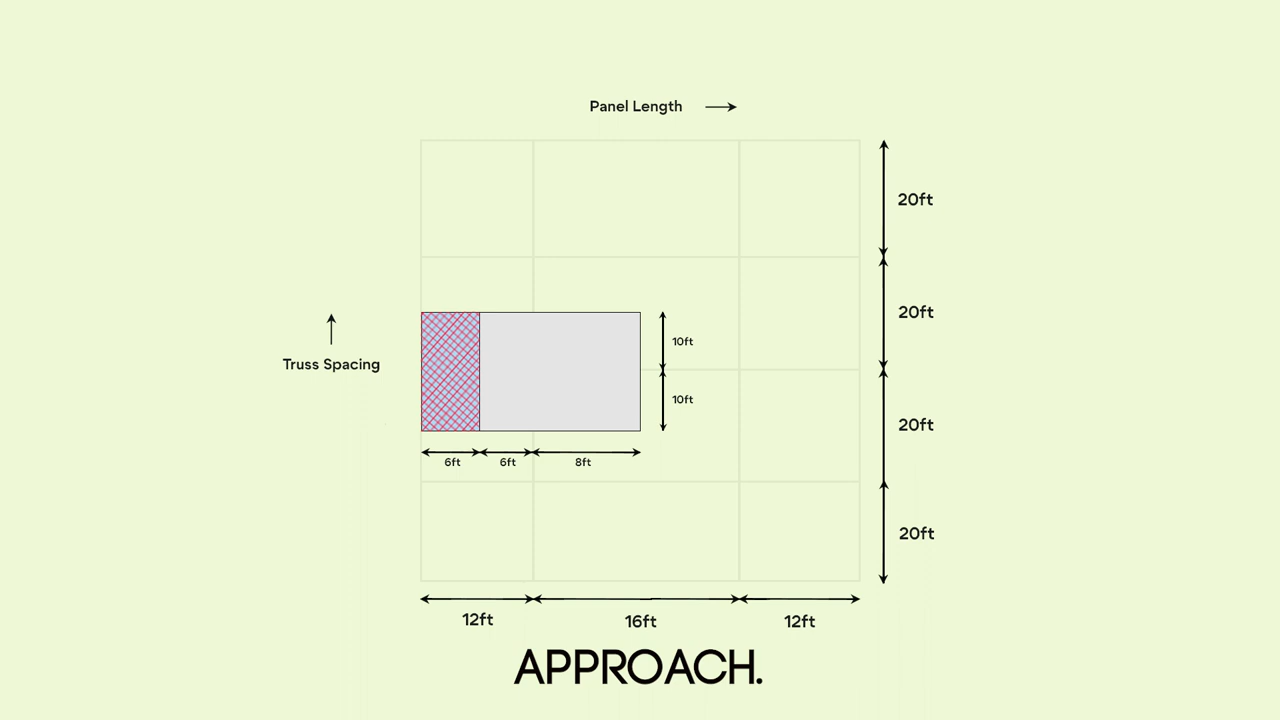 Panel Length
20ft
20ft
10ft
Truss Spacing
10ft
20ft
6ft 6ft 8ft
20ft
12ft 16ft 12ft
APPROACH.